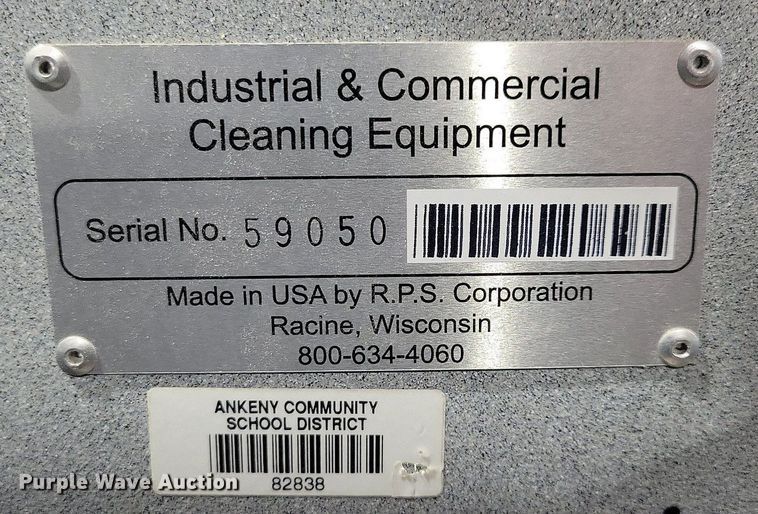 Industrial & Commercial
Cleaning Equipment
Serial No. 59050
Made in USA by R.P.S. Corporation
Racine, Wisconsin
800-634-4060
ANKENY COMMUNITY
SCHOOL DISTRICT
82838
Purple Wave Auction